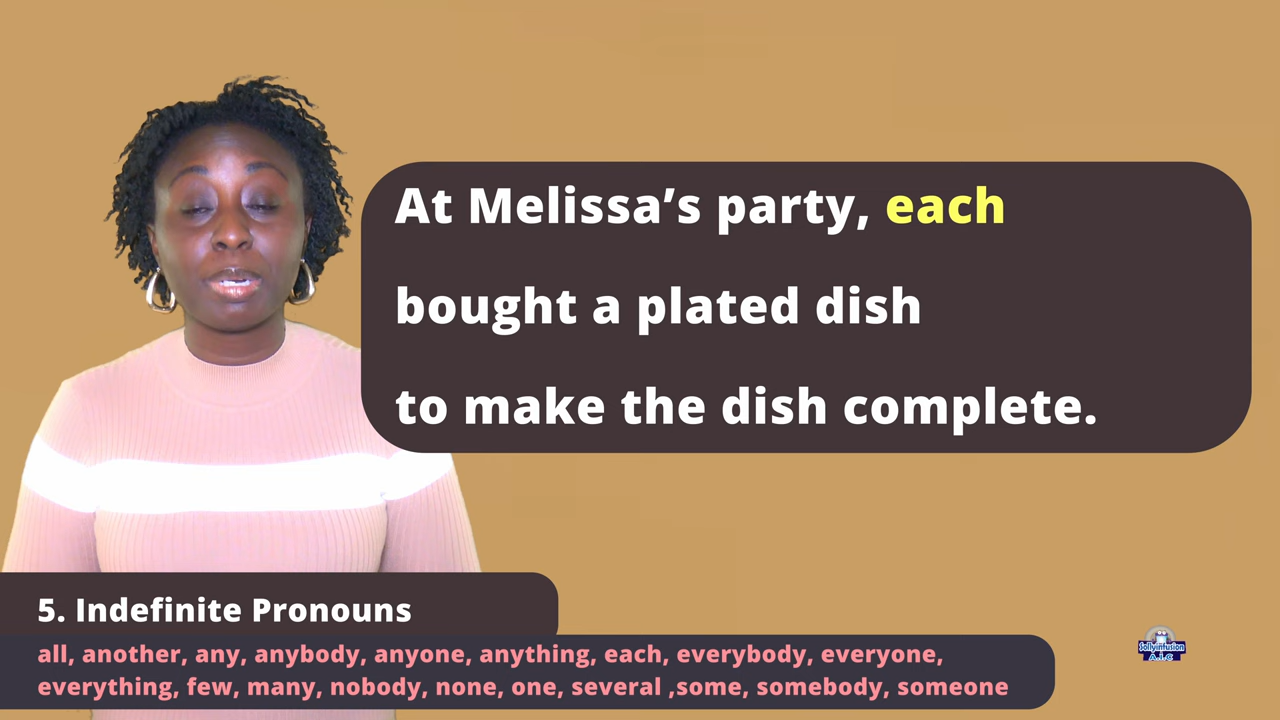 At Melissa’s party, each
bought a plated dish
to make the dish complete.
5. Indefinite Pronouns
all, another, any, anybody, anyone, anything, each, everybody, everyone,
everything, few, many, nobody, none, one, several ,some, somebody, someone
Sollyinfusion
A.I.C